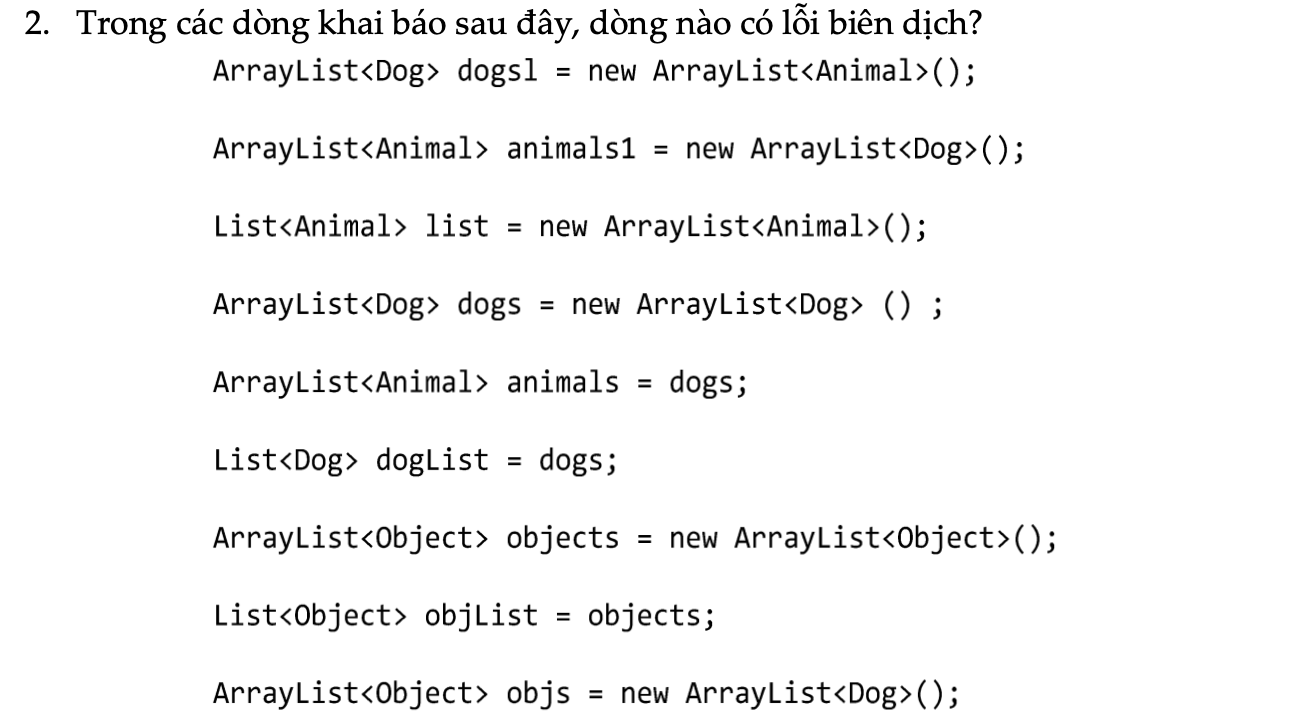 2. Trong các dòng khai báo sau đây, dòng nào có lỗi biên dịch?
ArrayList<Dog> dogsl = new ArrayList<Animal>();
ArrayList<Animal> animals1 = new ArrayList<Dog>();
List<Animal> list = new ArrayList<Animal>();
ArrayList<Dog> dogs = new ArrayList<Dog> () ;
ArrayList<Animal> animals = dogs;
List<Dog> dogList = dogs;
ArrayList<Object> objects = new ArrayList<Object>();
List<Object> objList = objects;
ArrayList<Object> objs = new ArrayList<Dog>();